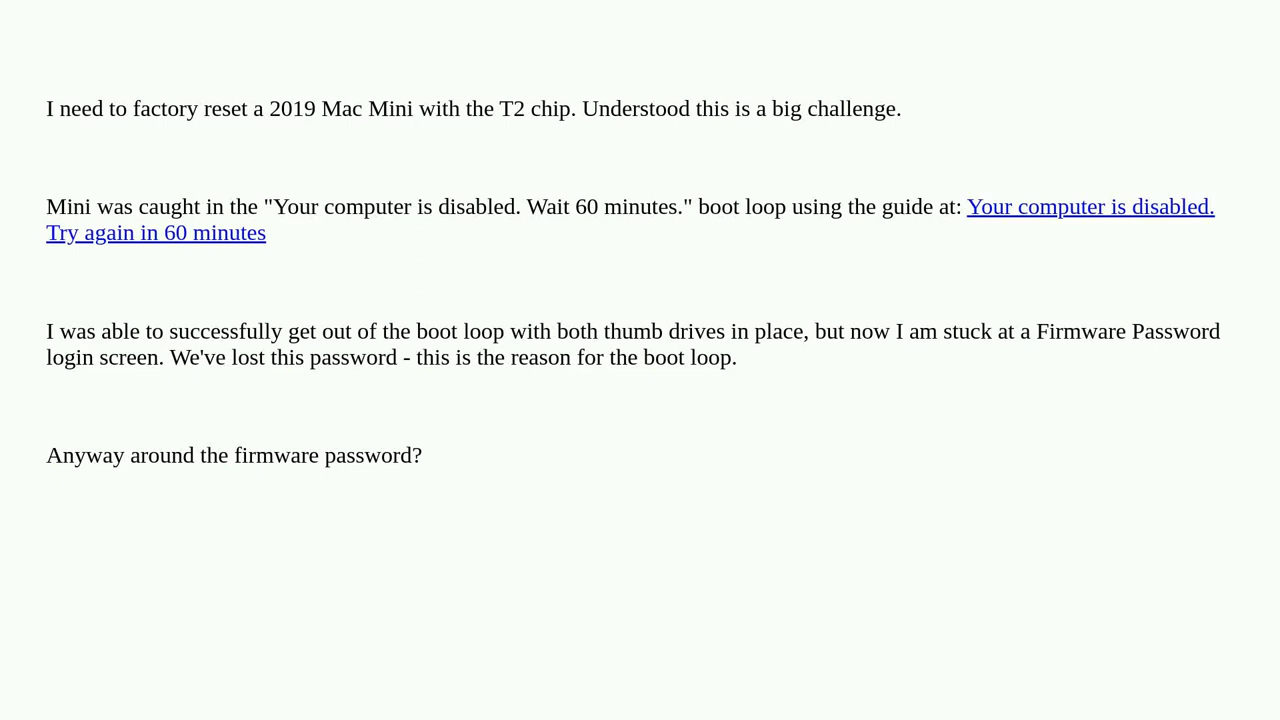 I need to factory reset a 2019 Mac Mini with the T2 chip. Understood this is a big challenge.
Mini was caught in the "Your computer is disabled. Wait 60 minutes." boot loop using the guide at: Your computer is disabled.
Try again in 60 minutes
I was able to successfully get out of the boot loop with both thumb drives in place, but now I am stuck at a Firmware Password
login screen. We've lost this password - this is the reason for the boot loop.
Anyway around the firmware password?